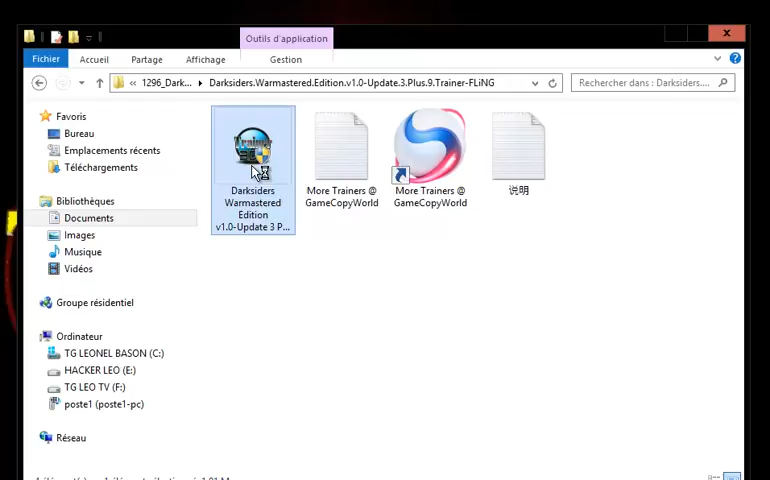 Outils d'application
Fichier
Accueil
Partage
Affichage
Gestion
« 1296_Dark... ▸ Darksiders.Warmastered.Edition.v1.0-Update.3.Plus.9.Trainer-FLiNG
Rechercher dans : Darksiders....
Favoris
Bureau
Emplacements récents
Téléchargements
Bibliothèques
Documents
Images
Musique
Vidéos
Groupe résidentiel
Ordinateur
TG LEONEL BASON (C:)
HACKER LEO (E:)
TG LEO TV (F:)
poste1 (poste1-pc)
Réseau
Darksiders
Warmastered
Edition
v1.0-Update 3 P...
More Trainers @
GameCopyWorld
More Trainers @
GameCopyWorld
说明